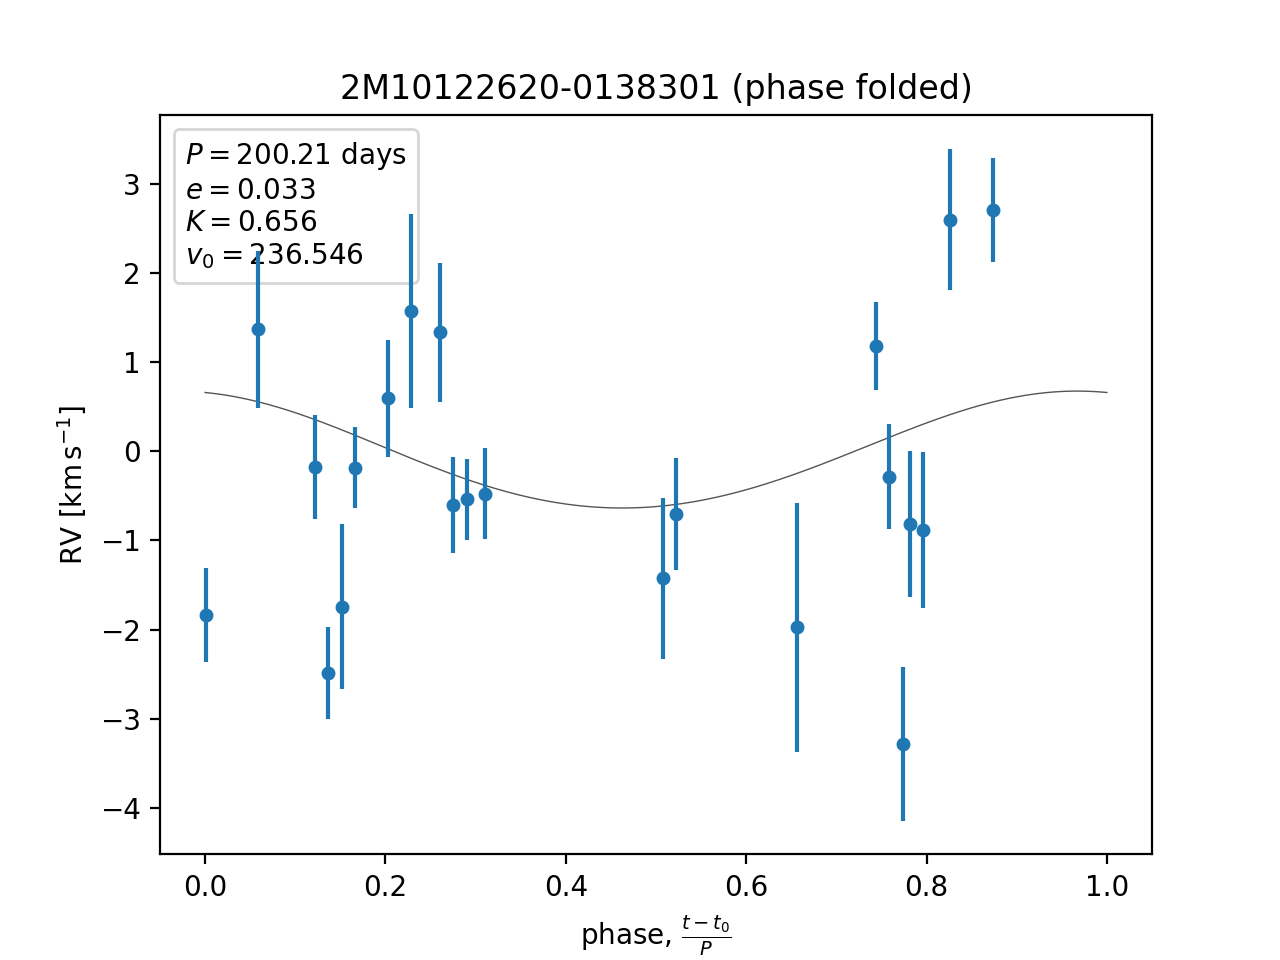 2M10122620-0138301 (phase folded)
P = 200.21 days
e = 0.033
K = 0.656
v₀ = 236.546
3
2
1
0
−1
−2
−3
−4
RV [km s⁻¹]
0.0 0.2 0.4 0.6 0.8 1.0
phase, (t − t₀)/P